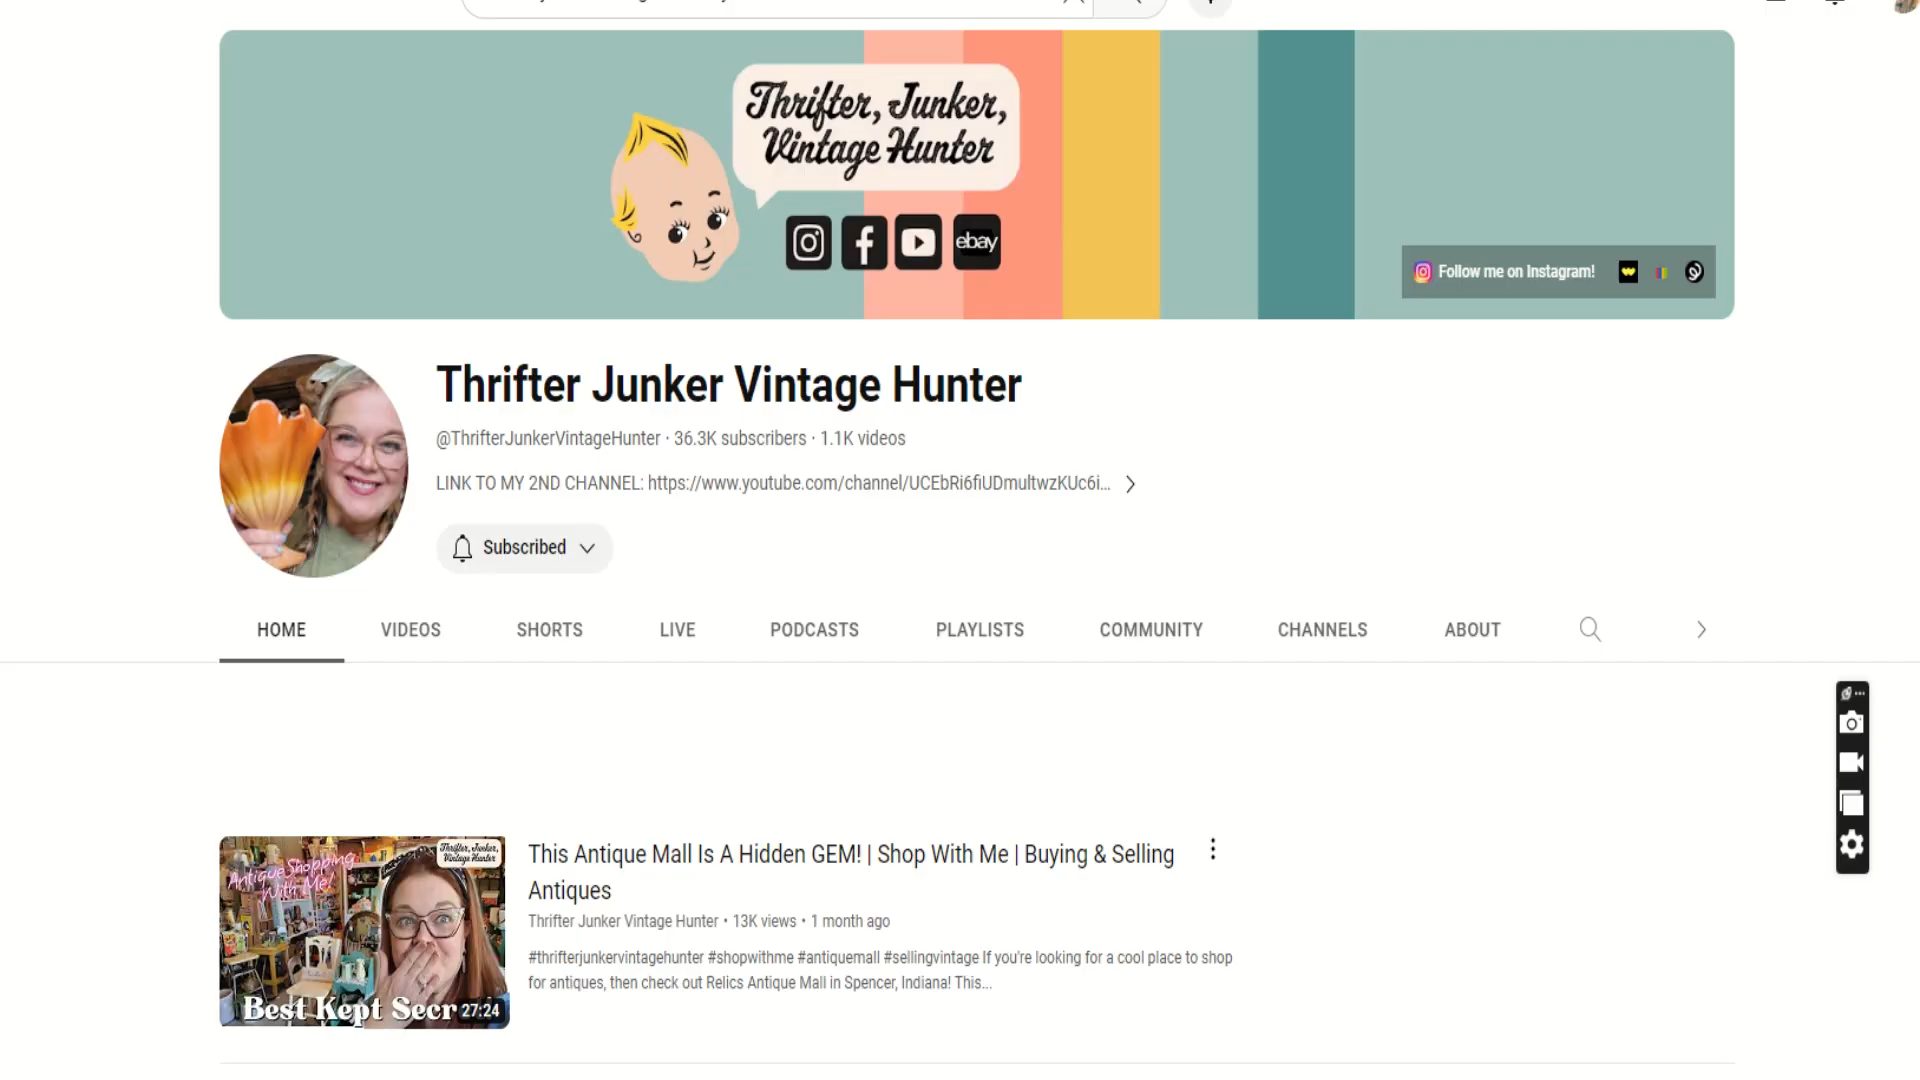 Thrifter, Junker,
Vintage Hunter
ebay
Follow me on Instagram!
Thrifter Junker Vintage Hunter
@ThrifterJunkerVintageHunter · 36.3K subscribers · 1.1K videos
LINK TO MY 2ND CHANNEL: https://www.youtube.com/channel/UCEbRi6fiUDmultwzKUc6i...
Subscribed
HOME VIDEOS SHORTS LIVE PODCASTS PLAYLISTS COMMUNITY CHANNELS ABOUT
Thrifter, Junker,
Vintage Hunter
Antique Shopping
With Me!
Best Kept Secr
27:24
This Antique Mall Is A Hidden GEM! | Shop With Me | Buying & Selling
Antiques
Thrifter Junker Vintage Hunter • 13K views • 1 month ago
#thrifterjunkervintagehunter #shopwithme #antiquemall #sellingvintage If you're looking for a cool place to shop
for antiques, then check out Relics Antique Mall in Spencer, Indiana! This...